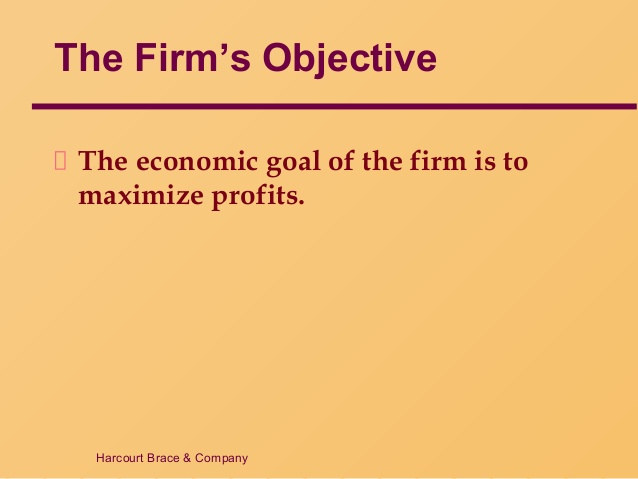 The Firm’s Objective
The economic goal of the firm is to
maximize profits.
Harcourt Brace & Company